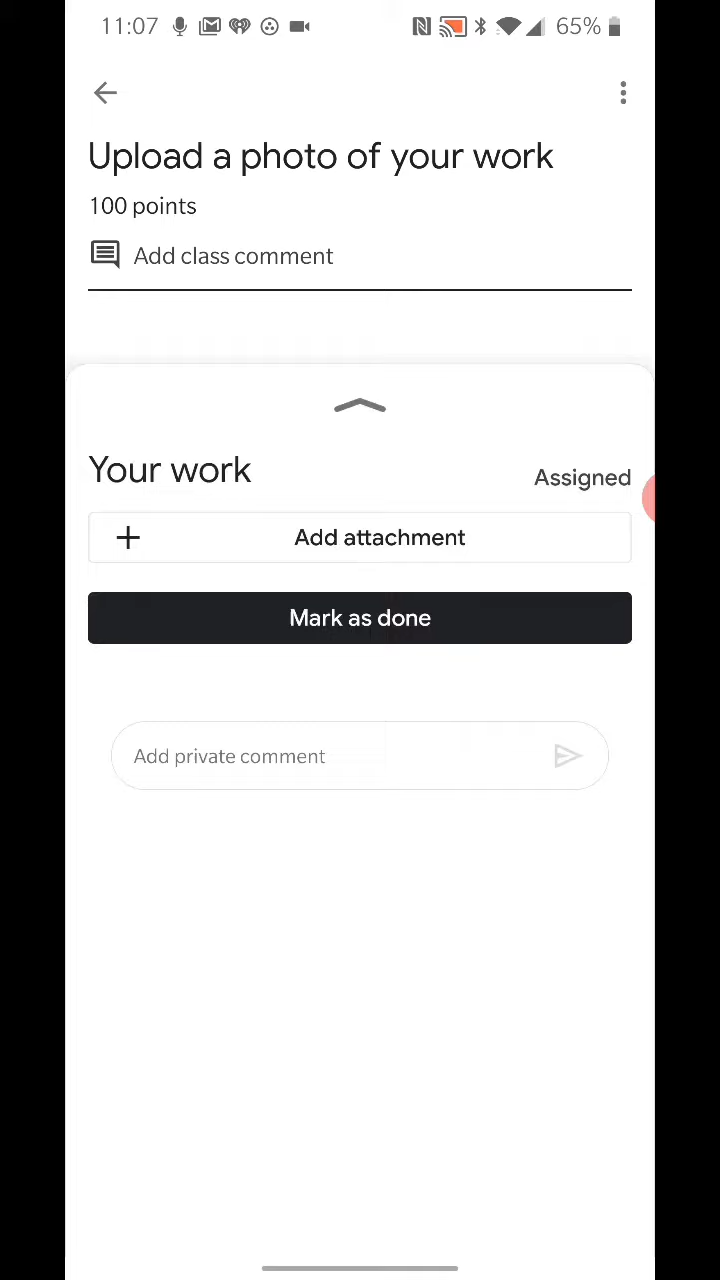 11:07 65%
Upload a photo of your work
100 points
Add class comment
Your work
Assigned
+ Add attachment
Mark as done
Add private comment